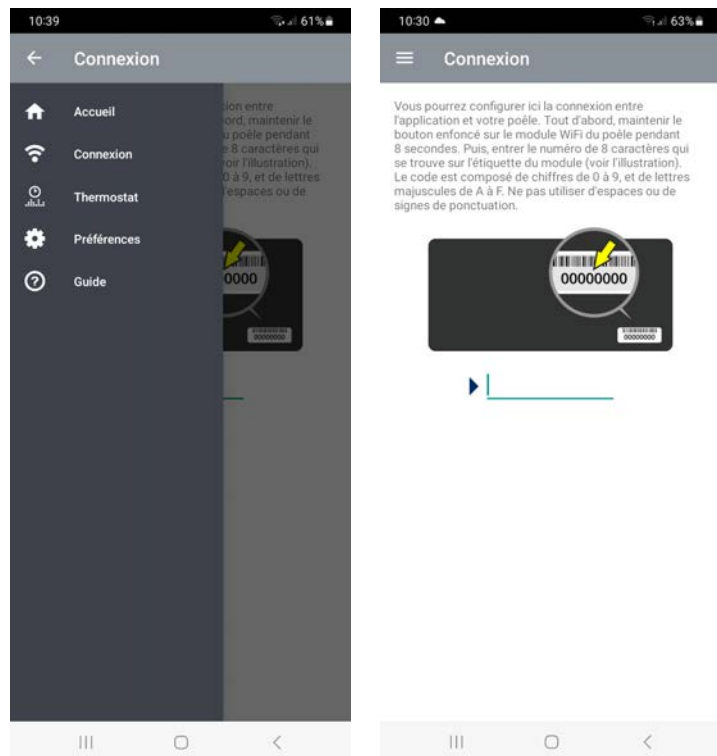 10:39
61%
Connexion
Accueil
Connexion
Thermostat
Préférences
Guide
ion entre
ord, maintenir le
u poêle pendant
e 8 caractères qui
voir l'illustration).
0 à 9, et de lettres
'espaces ou de
0000
00000000
10:30
63%
Connexion
Vous pourrez configurer ici la connexion entre
l'application et votre poêle. Tout d'abord, maintenir le
bouton enfoncé sur le module WiFi du poêle pendant
8 secondes. Puis, entrer le numéro de 8 caractères qui
se trouve sur l'étiquette du module (voir l'illustration).
Le code est composé de chiffres de 0 à 9, et de lettres
majuscules de A à F. Ne pas utiliser d'espaces ou de
signes de ponctuation.
00000000
00000000